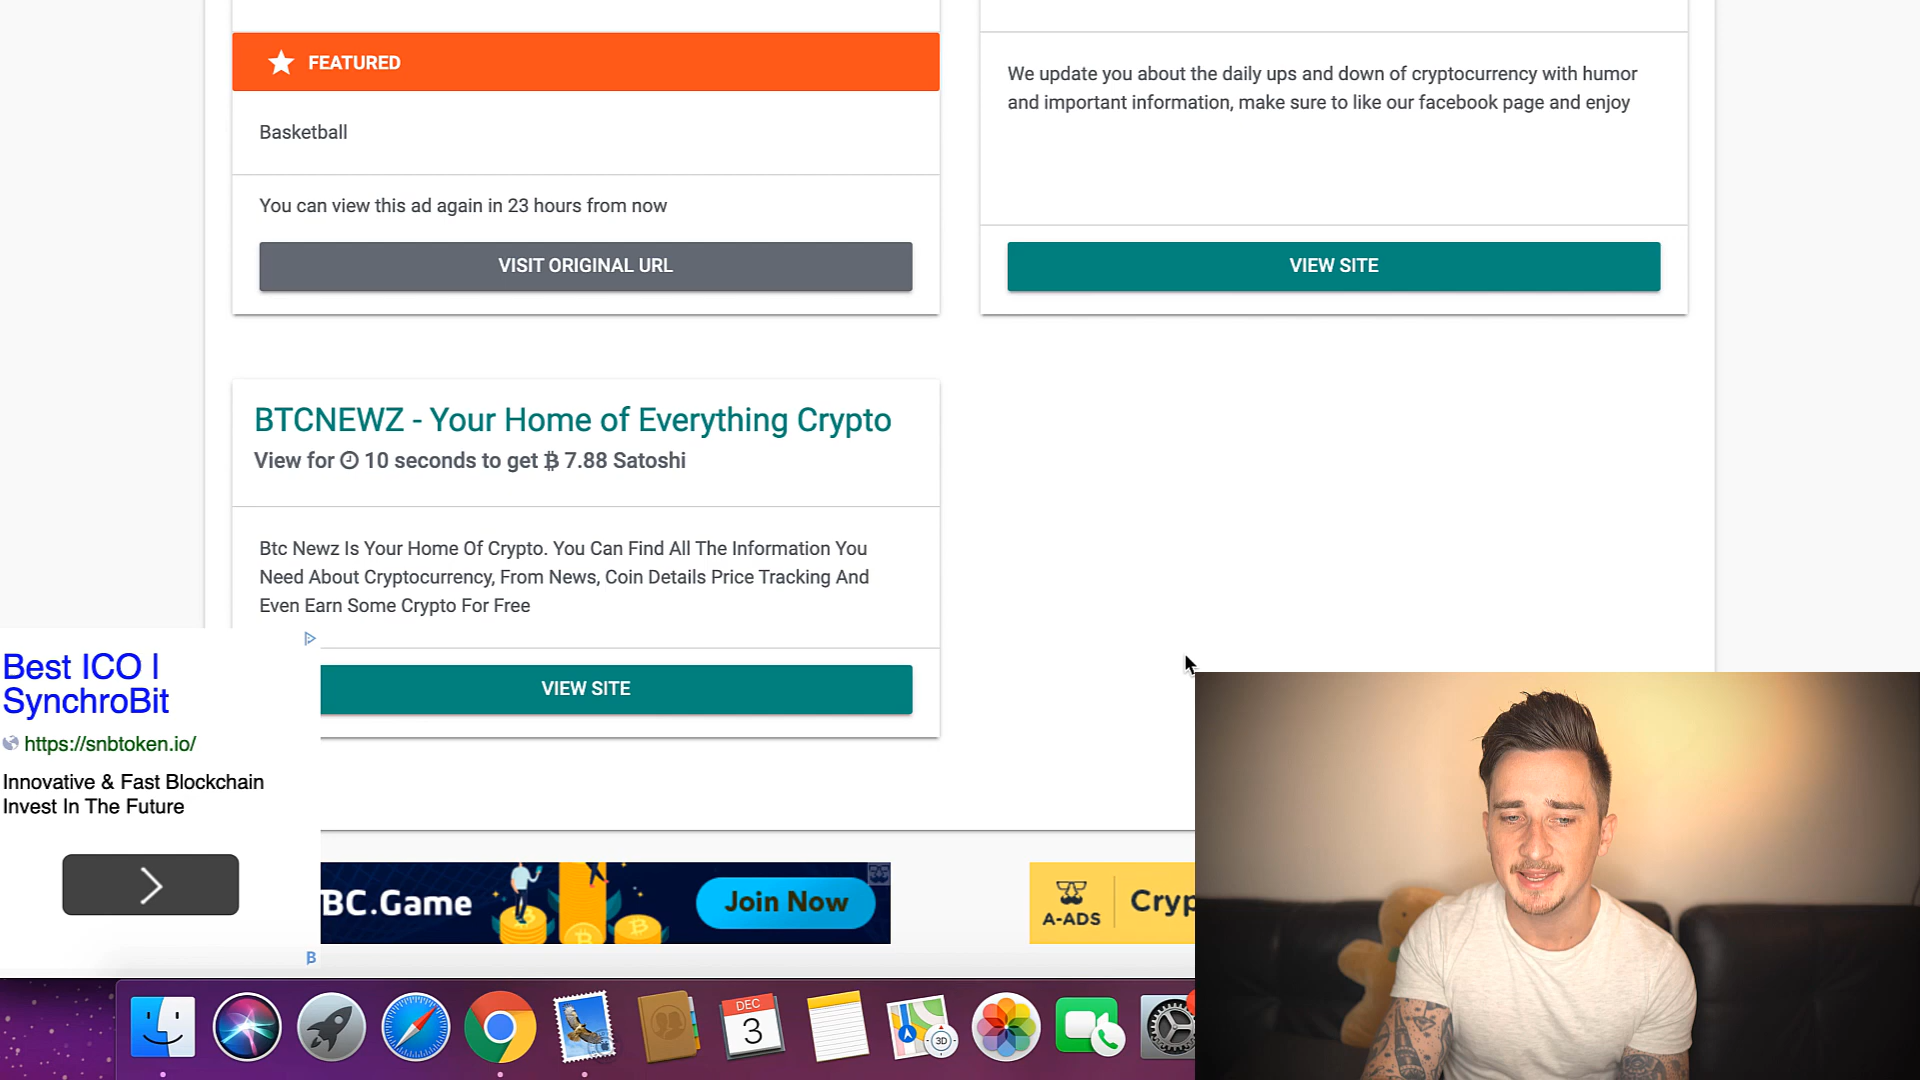 FEATURED
Basketball
You can view this ad again in 23 hours from now
VISIT ORIGINAL URL
We update you about the daily ups and down of cryptocurrency with humor
and important information, make sure to like our facebook page and enjoy
VIEW SITE
BTCNEWZ - Your Home of Everything Crypto
View for 10 seconds to get ₿ 7.88 Satoshi
Btc Newz Is Your Home Of Crypto. You Can Find All The Information You
Need About Cryptocurrency, From News, Coin Details Price Tracking And
Even Earn Some Crypto For Free
VIEW SITE
Best ICO |
SynchroBit
https://snbtoken.io/
Innovative & Fast Blockchain
Invest In The Future
B
BC.Game
Join Now
A-ADS
Cryp
DEC
3
3D